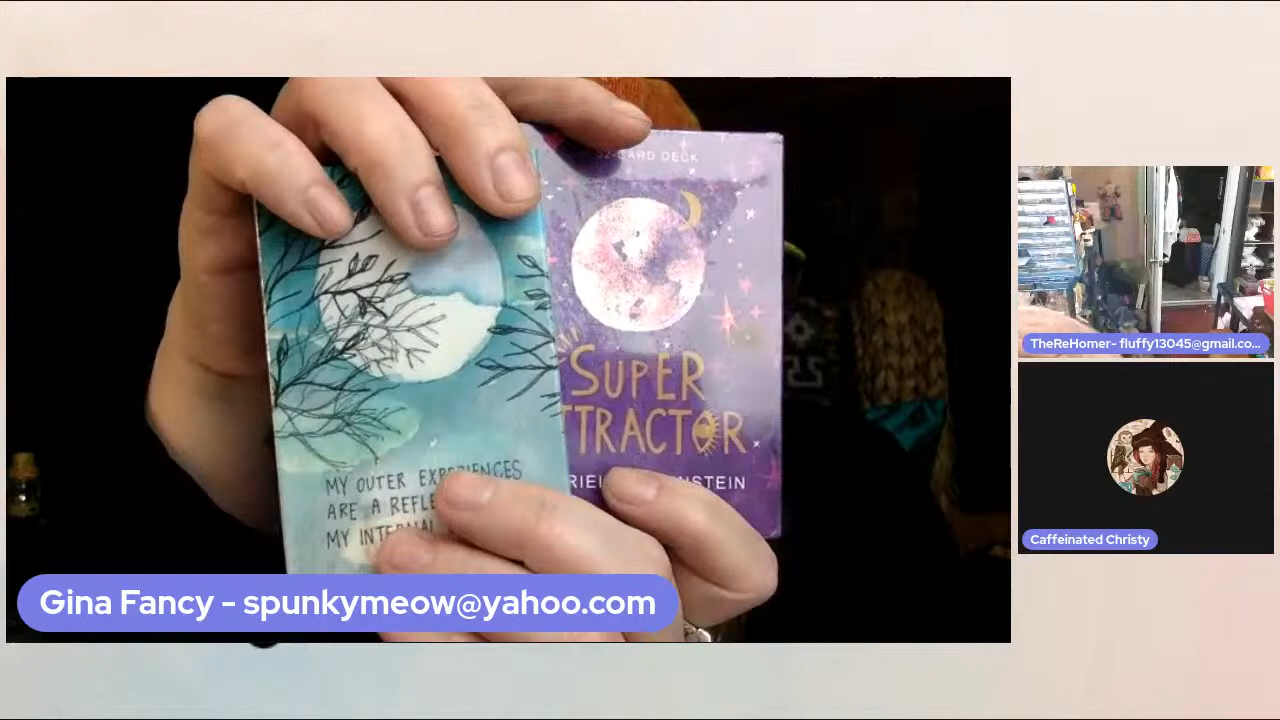 52-CARD DECK
SUPER
TTRACTOR
NSTEIN
MY OUTER EXPERIENCES
ARE A REFLE
MY INTERNAL
Gina Fancy - spunkymeow@yahoo.com
TheReHomer- fluffy13045@gmail.co...
Caffeinated Christy